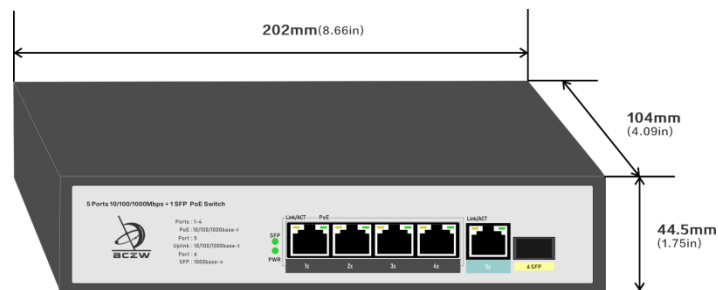 202mm(8.66in)
104mm
(4.09in)
44.5mm
(1.75in)
5 Ports 10/100/1000Mbps + 1 SFP PoE Switch
Ports : 1-4
PoE : 10/100/1000base-t
Port : 5
Uplink : 10/100/1000base-t
Port : 6
SFP : 1000base-x
BCZW
SFP
PWR
Link/ACT PoE
Link/ACT
1x 2x 3x 4x 5x 6 SFP